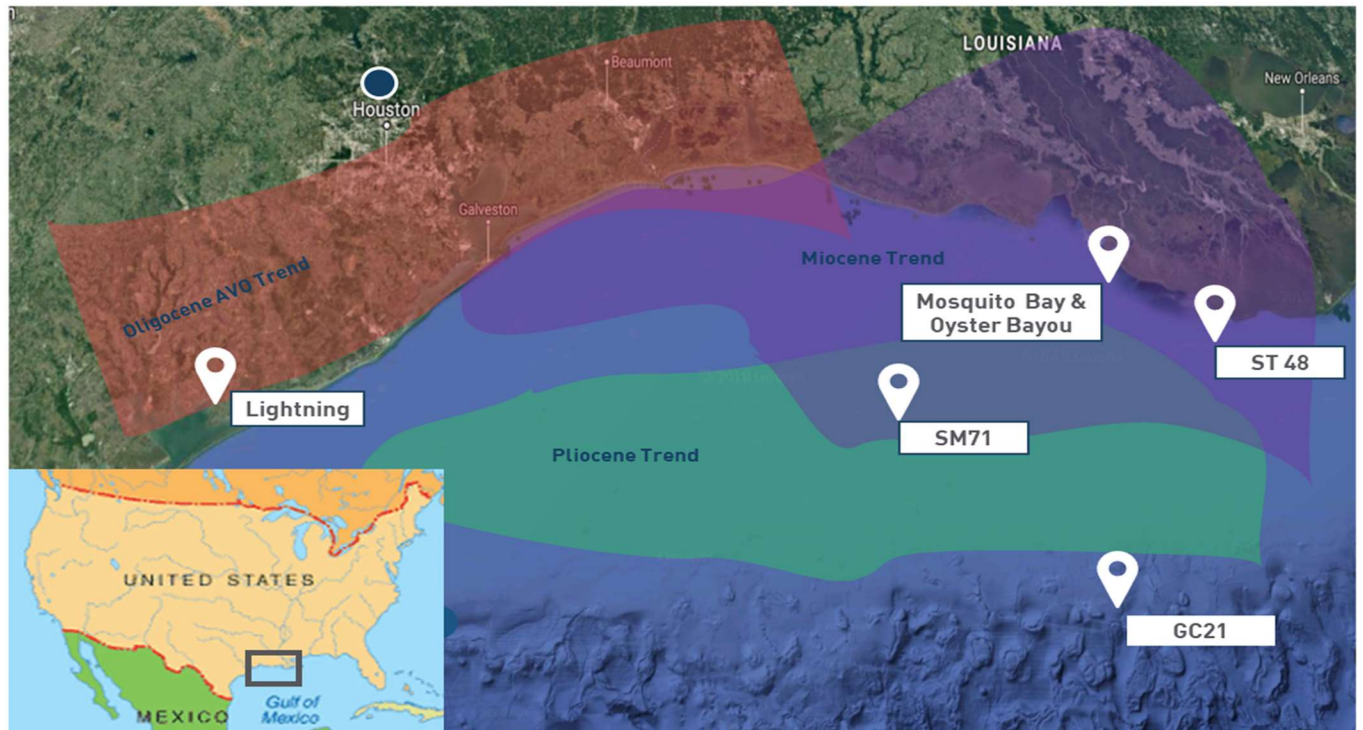 LOUISIANA
Beaumont
New Orleans
Houston
Galveston
Miocene Trend
Oligocene AVO Trend
Mosquito Bay &
Oyster Bayou
ST 48
Lightning
SM71
Pliocene Trend
UNITED STATES
GC21
Gulf of
Mexico
MEXICO